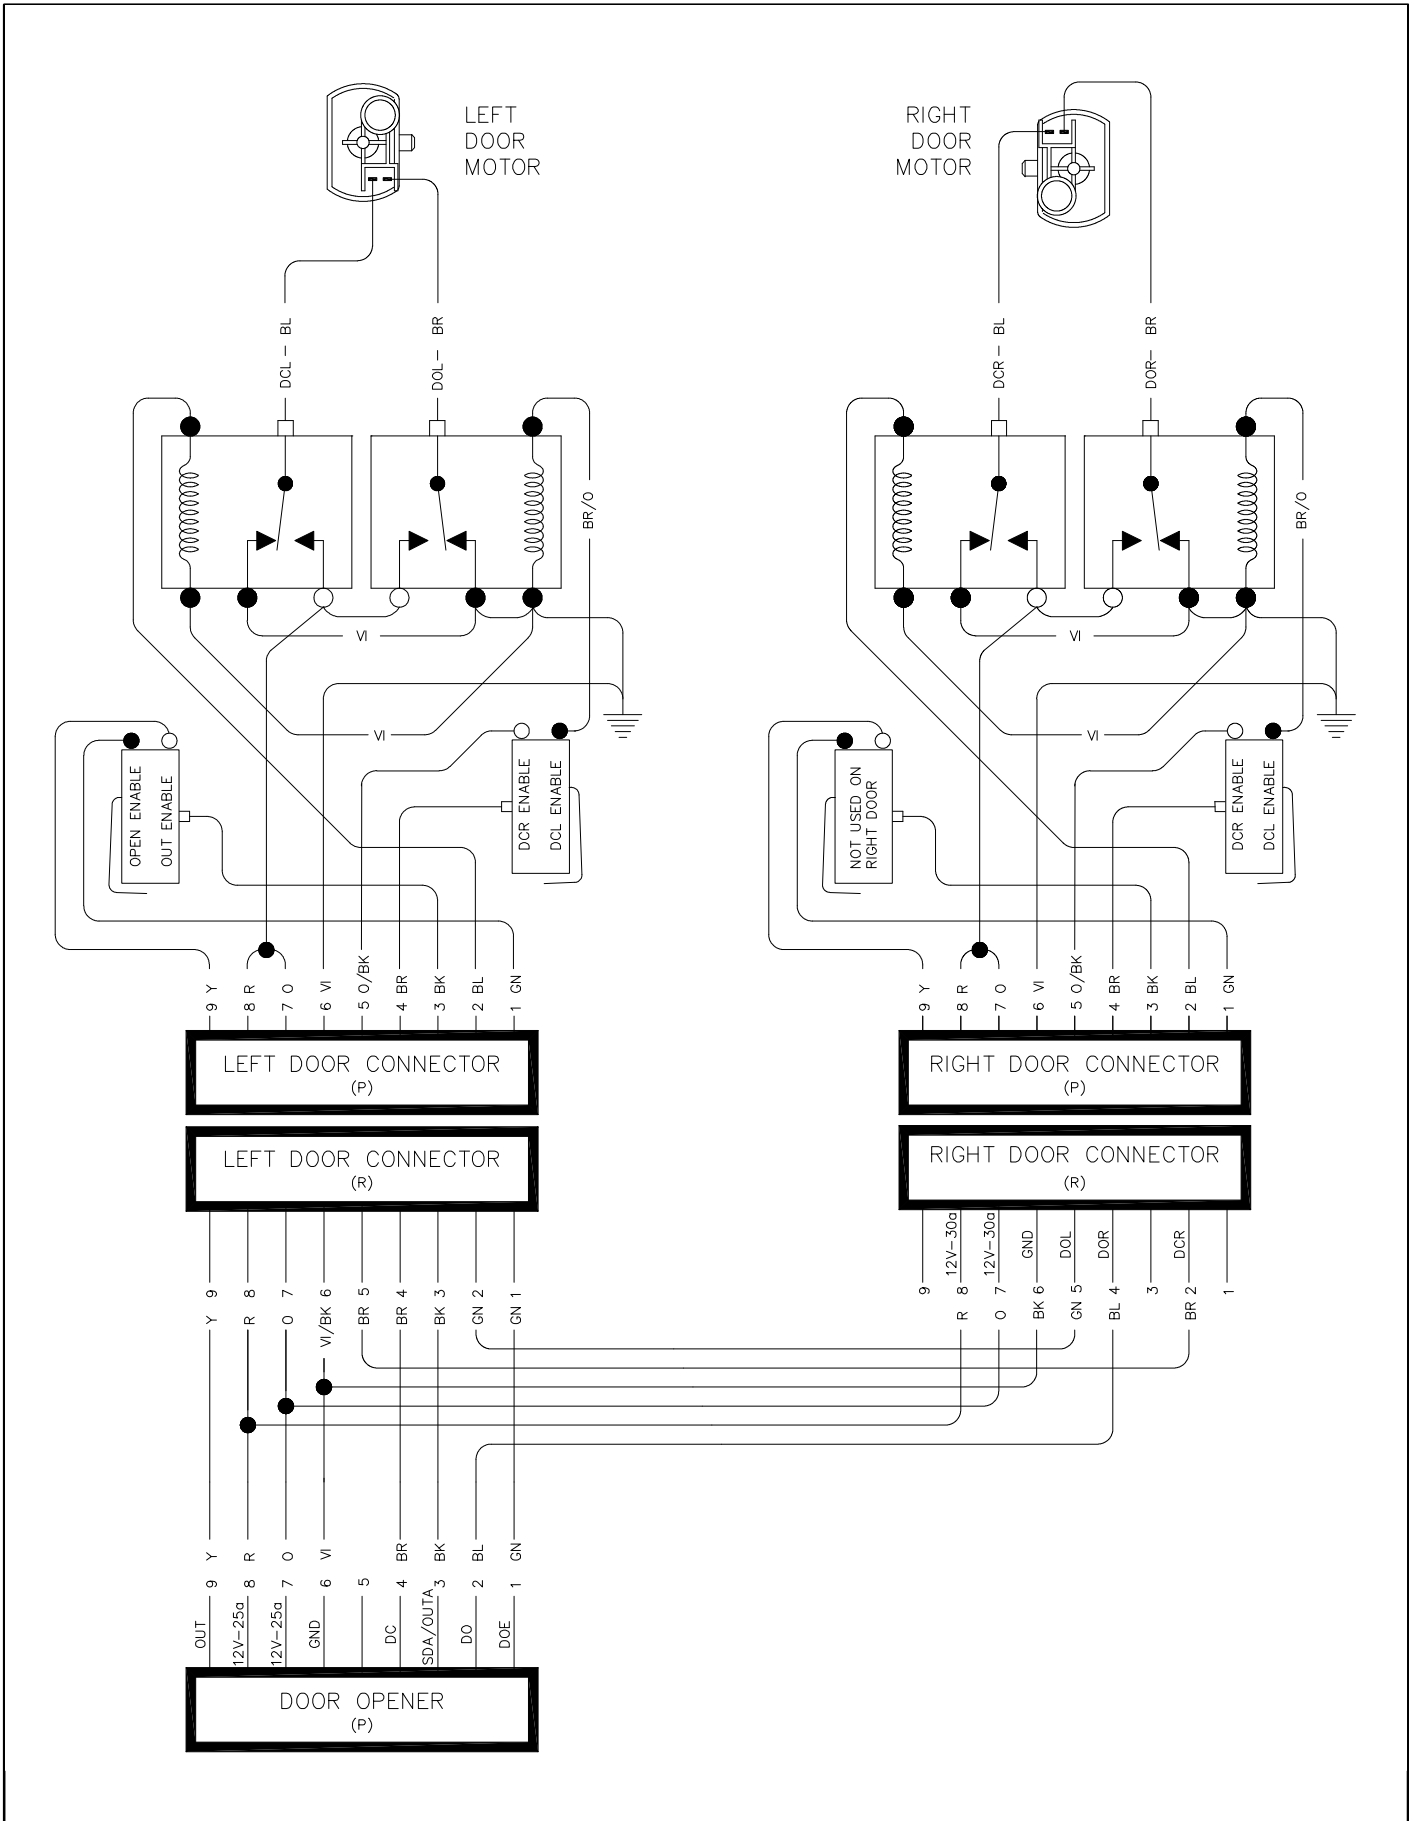 LEFT
DOOR
MOTOR
RIGHT
DOOR
MOTOR
DCL- BL
DOL- BR
DCR- BL
DOR- BR
BR/O
BR/O
VI
VI
VI
VI
OPEN ENABLE
OUT ENABLE
DCR ENABLE
DCL ENABLE
NOT USED ON
RIGHT DOOR
DCR ENABLE
DCL ENABLE
9 Y
8 R
7 O
6 VI
5 O/BK
4 BR
3 BK
2 BL
1 GN
9 Y
8 R
7 O
6 VI
5 O/BK
4 BR
3 BK
2 BL
1 GN
LEFT DOOR CONNECTOR
(P)
RIGHT DOOR CONNECTOR
(P)
LEFT DOOR CONNECTOR
(R)
RIGHT DOOR CONNECTOR
(R)
12V-30a
12V-30a
GND
DOL
DOR
DCR
Y 9
R 8
O 7
VI/BK 6
BR 5
BR 4
BK 3
GN 2
GN 1
9
R 8
O 7
BK 6
GN 5
BL 4
3
BR 2
1
9 Y
8 R
7 O
6 VI
5
4 BR
3 BK
2 BL
1 GN
OUT
12V-25a
12V-25a
GND
DC
SDA/OUTA
DO
DOE
DOOR OPENER
(P)